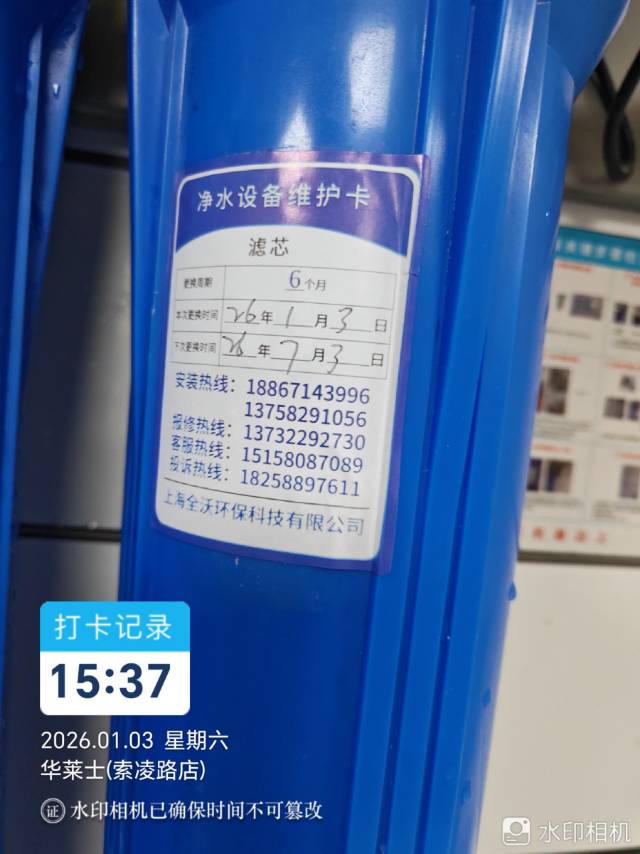 净水设备维护卡
滤芯
更换周期 6个月
本次更换时间 26年1月3日
下次更换时间 26年7月3日
安装热线：18867143996
13758291056
报修热线：13732292730
客服热线：15158087089
投诉热线：18258897611
上海全沃环保科技有限公司
打卡记录
15:37
2026.01.03 星期六
华莱士(索凌路店)
证 水印相机已确保时间不可篡改
水印相机